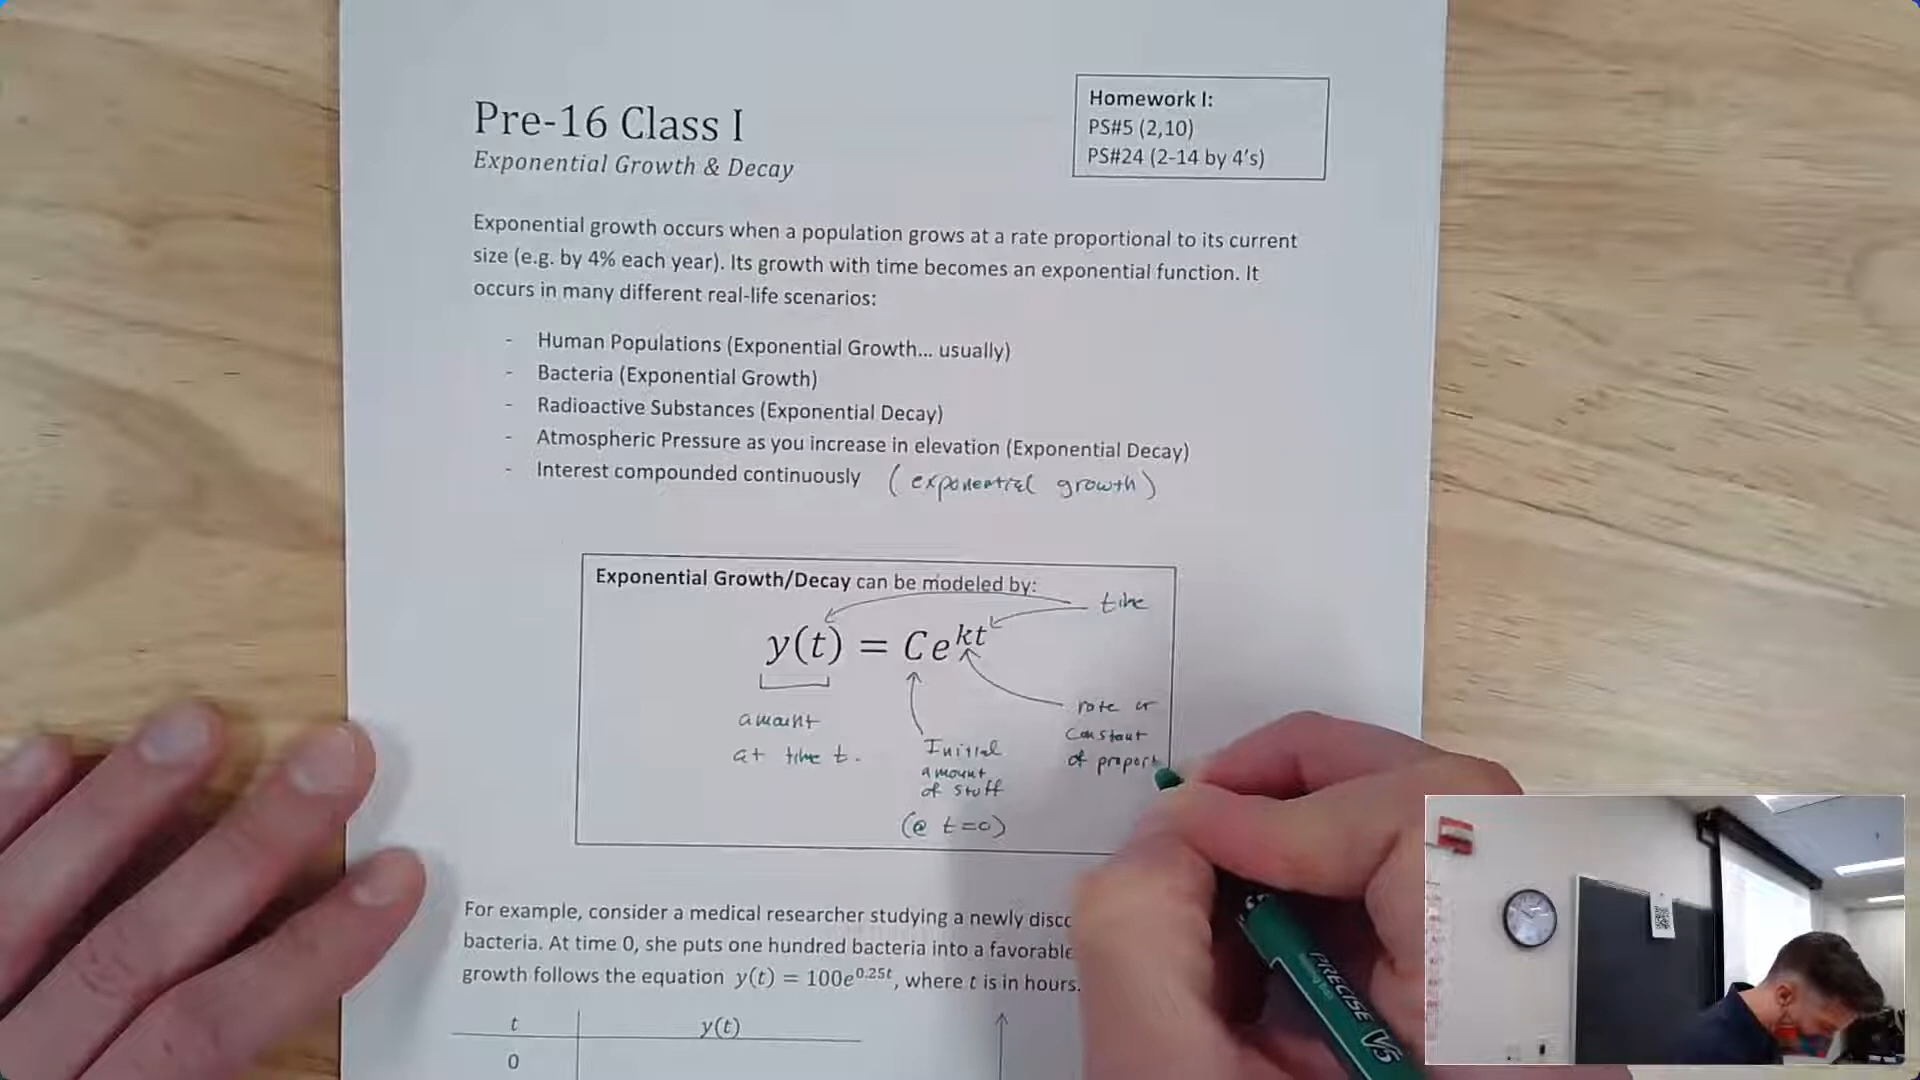 Pre-16 Class I
Exponential Growth & Decay
Homework I:
PS#5 (2,10)
PS#24 (2-14 by 4's)
Exponential growth occurs when a population grows at a rate proportional to its current
size (e.g. by 4% each year). Its growth with time becomes an exponential function. It
occurs in many different real-life scenarios:
- Human Populations (Exponential Growth... usually)
- Bacteria (Exponential Growth)
- Radioactive Substances (Exponential Decay)
- Atmospheric Pressure as you increase in elevation (Exponential Decay)
- Interest compounded continuously (exponential growth)
Exponential Growth/Decay can be modeled by:
time
y(t) = Ce^{kt}
amount
at time t.
Initial
amount
of stuff
(@ t=0)
rate or
constant
of proport
For example, consider a medical researcher studying a newly disc
bacteria. At time 0, she puts one hundred bacteria into a favorable
growth follows the equation y(t) = 100e^{0.25t}, where t is in hours.
t y(t)
0
PRECISE V5